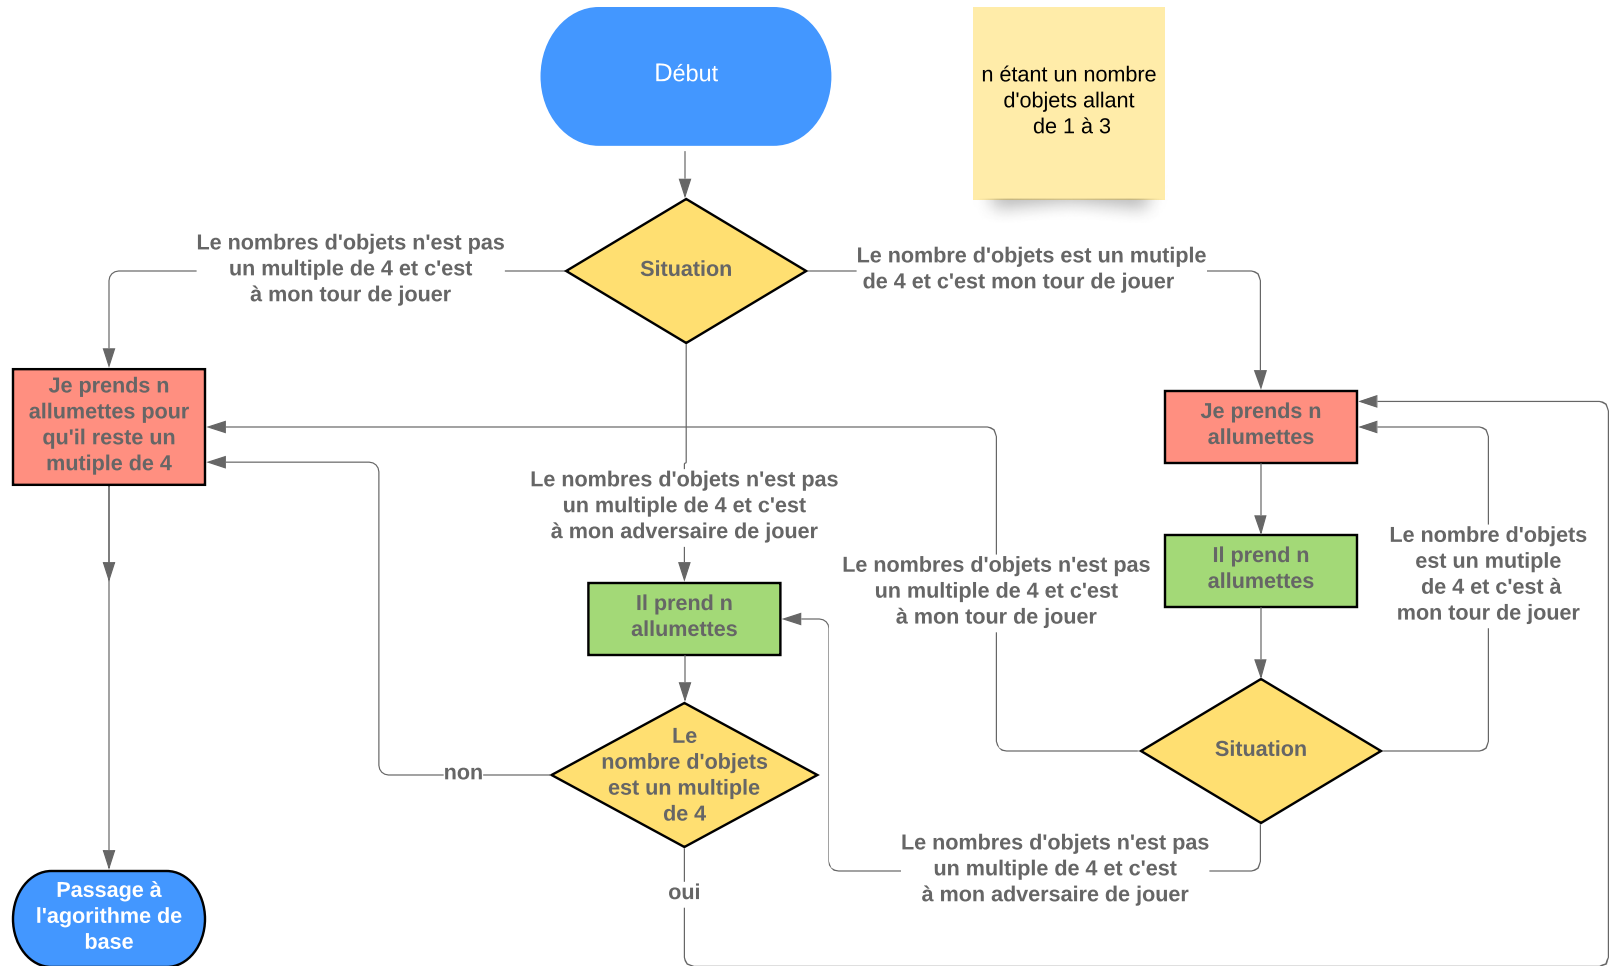 Début
n étant un nombre
d'objets allant
de 1 à 3
Situation
Le nombres d'objets n'est pas
un multiple de 4 et c'est
à mon tour de jouer
Le nombre d'objets est un mutiple
de 4 et c'est mon tour de jouer
Je prends n
allumettes pour
qu'il reste un
mutiple de 4
Je prends n
allumettes
Le nombres d'objets n'est pas
un multiple de 4 et c'est
à mon adversaire de jouer
Il prend n
allumettes
Le nombres d'objets n'est pas
un multiple de 4 et c'est
à mon tour de jouer
Il prend n
allumettes
Le nombre d'objets
est un mutiple
de 4 et c'est à
mon tour de jouer
Le
nombre d'objets
est un multiple
de 4
Situation
non
oui
Le nombres d'objets n'est pas
un multiple de 4 et c'est
à mon adversaire de jouer
Passage à
l'agorithme de
base